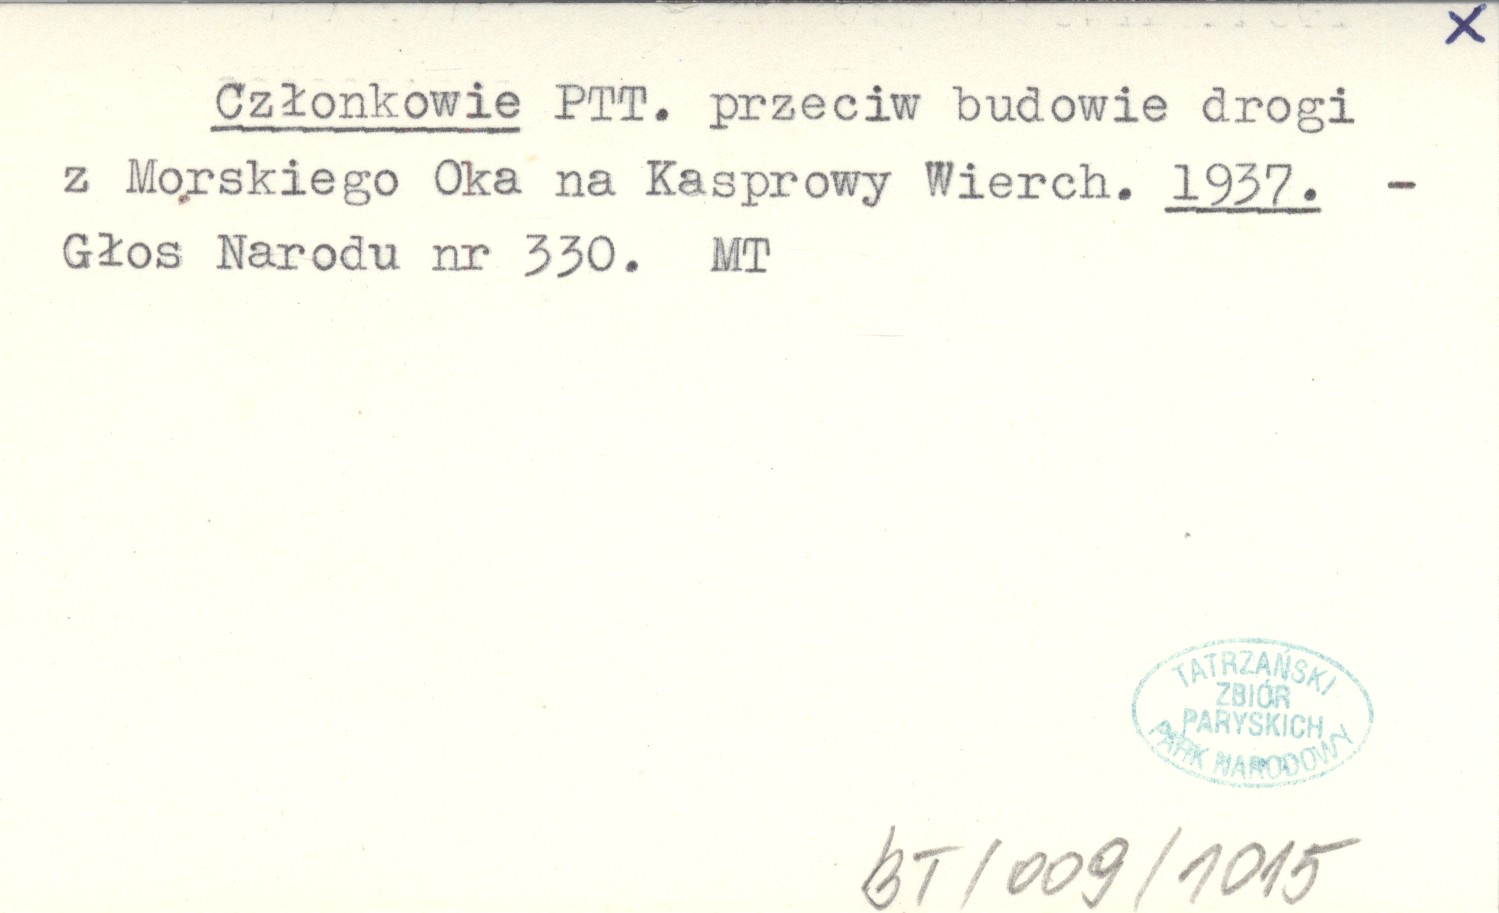 x
Członkowie PTT. przeciw budowie drogi
z Morskiego Oka na Kasprowy Wierch. 1937. -
Głos Narodu nr 330. MT
TATRZAŃSKI
ZBIÓR
PARYSKICH
PARK NARODOWY
BT/009/1015